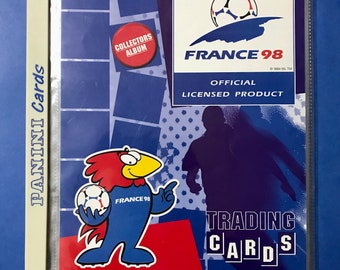 PANINI Cards
COLLECTORS
ALBUM
FRANCE 98
OFFICIAL
LICENSED PRODUCT
FRANCE 98
TRADING
CARDS